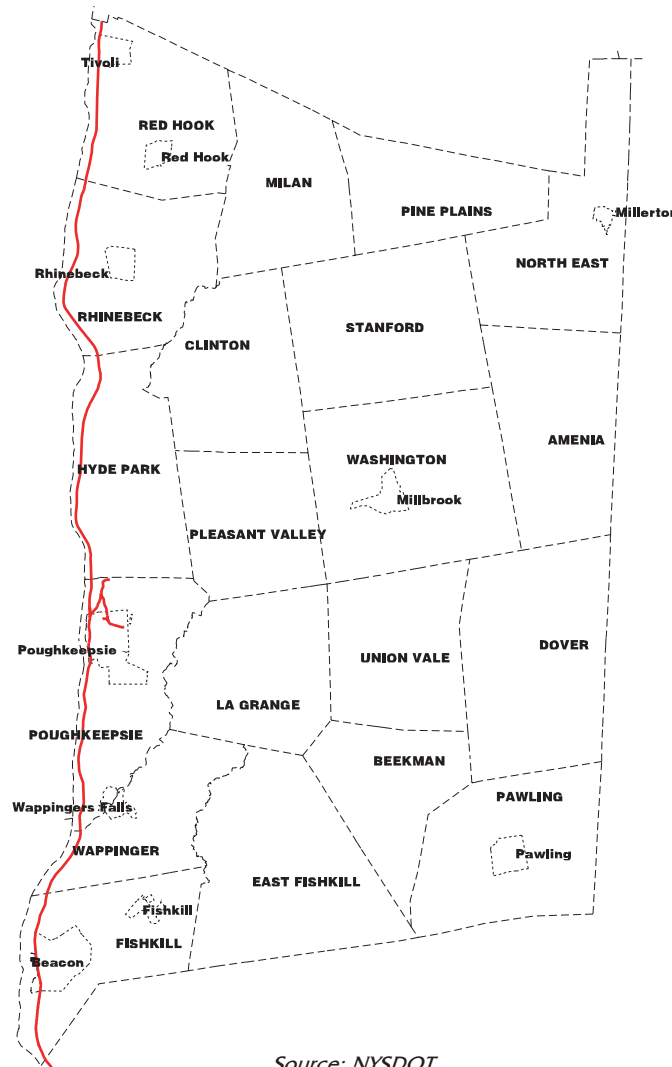 Tivoli
RED HOOK
Red Hook
MILAN
PINE PLAINS
Millerton
NORTH EAST
Rhinebeck
RHINEBECK
STANFORD
CLINTON
AMENIA
WASHINGTON
HYDE PARK
Millbrook
PLEASANT VALLEY
DOVER
Poughkeepsie
UNION VALE
LA GRANGE
POUGHKEEPSIE
BEEKMAN
PAWLING
Wappingers Falls
WAPPINGER
Pawling
EAST FISHKILL
Fishkill
FISHKILL
Beacon
Source: NYSDOT